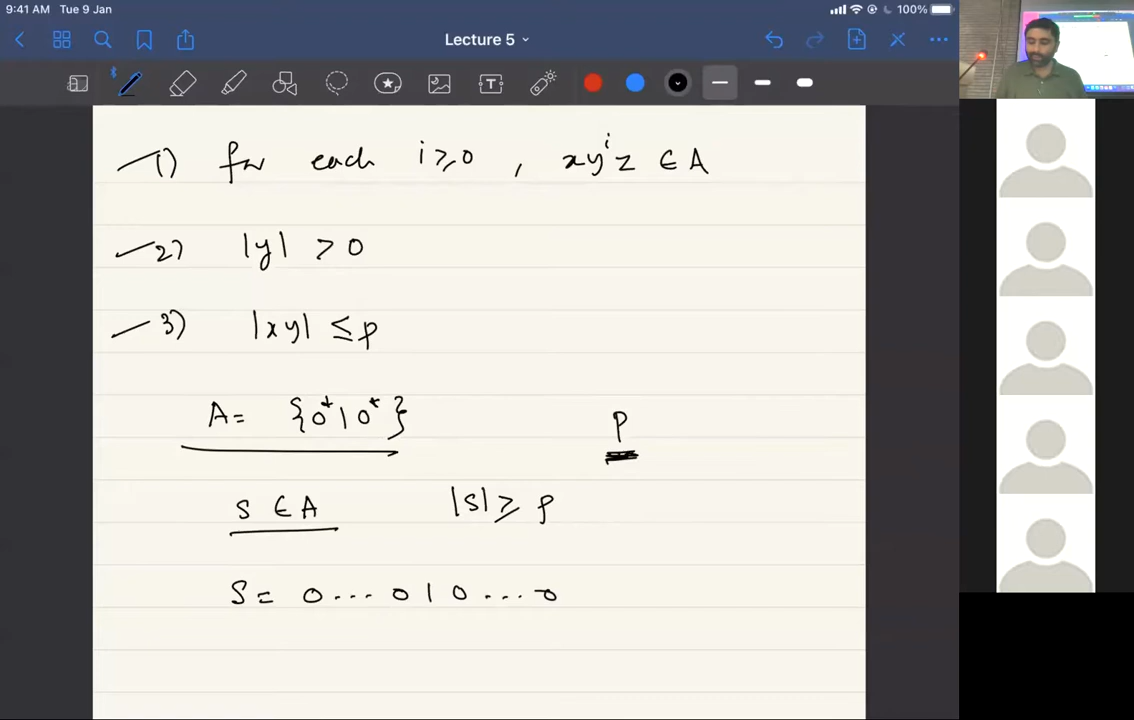 9:41 AM Tue 9 Jan 100%
Lecture 5
1) for each i ≥ 0 , xyⁱz ∈ A
2) |y| > 0
3) |xy| ≤ p
A = {0*10*}
p
s ∈ A |s| ≥ p
S = 0...010...0